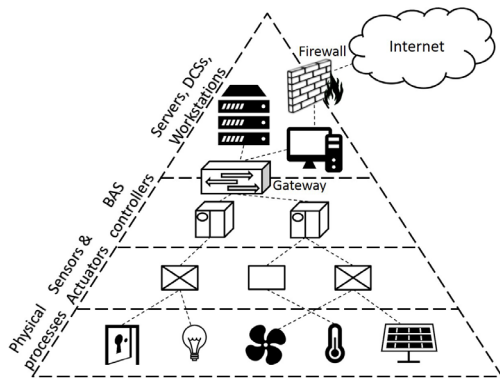 Internet
Firewall
Servers, DCSs,
Workstations
Gateway
BAS
controllers
Sensors &
Actuators
Physical
processes